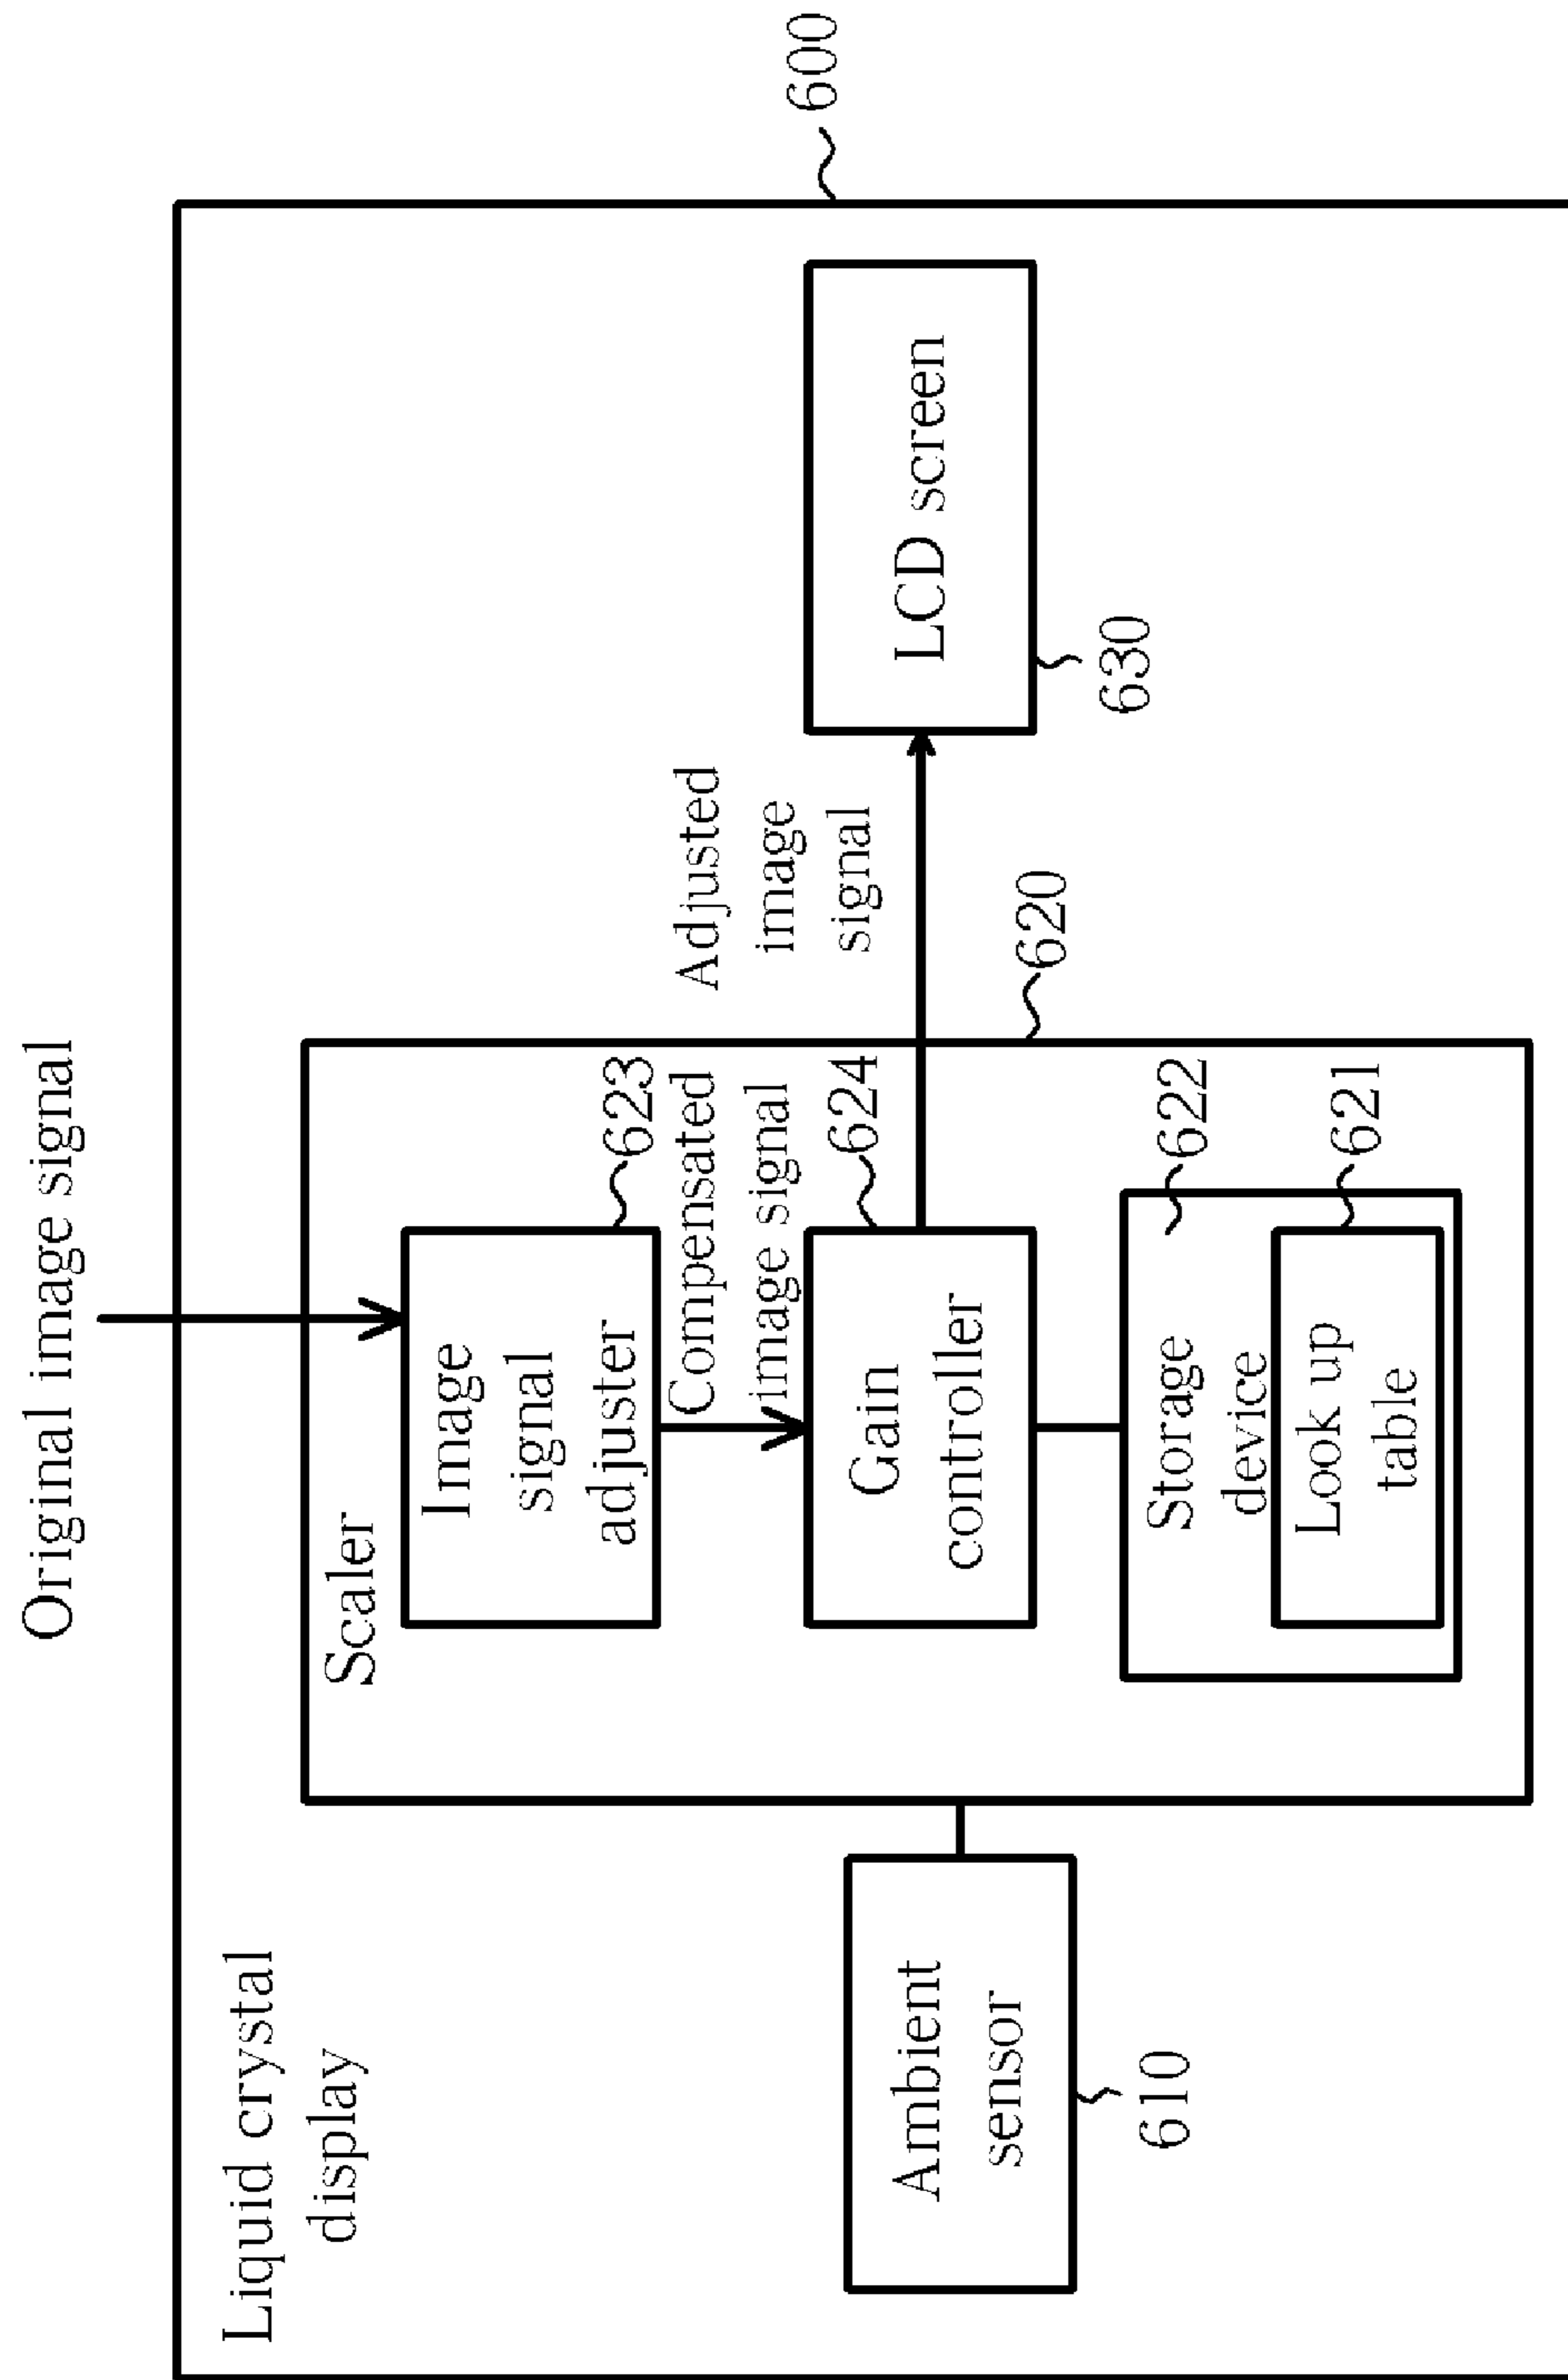 Original image signal
Liquid crystal
display
600
Scaler
Image
signal
adjuster
623
Compensated
image signal
Gain
controller
624
Adjusted
image
signal
LCD screen
630
Ambient
sensor
610
620
Storage
device
622
Look up
table
621